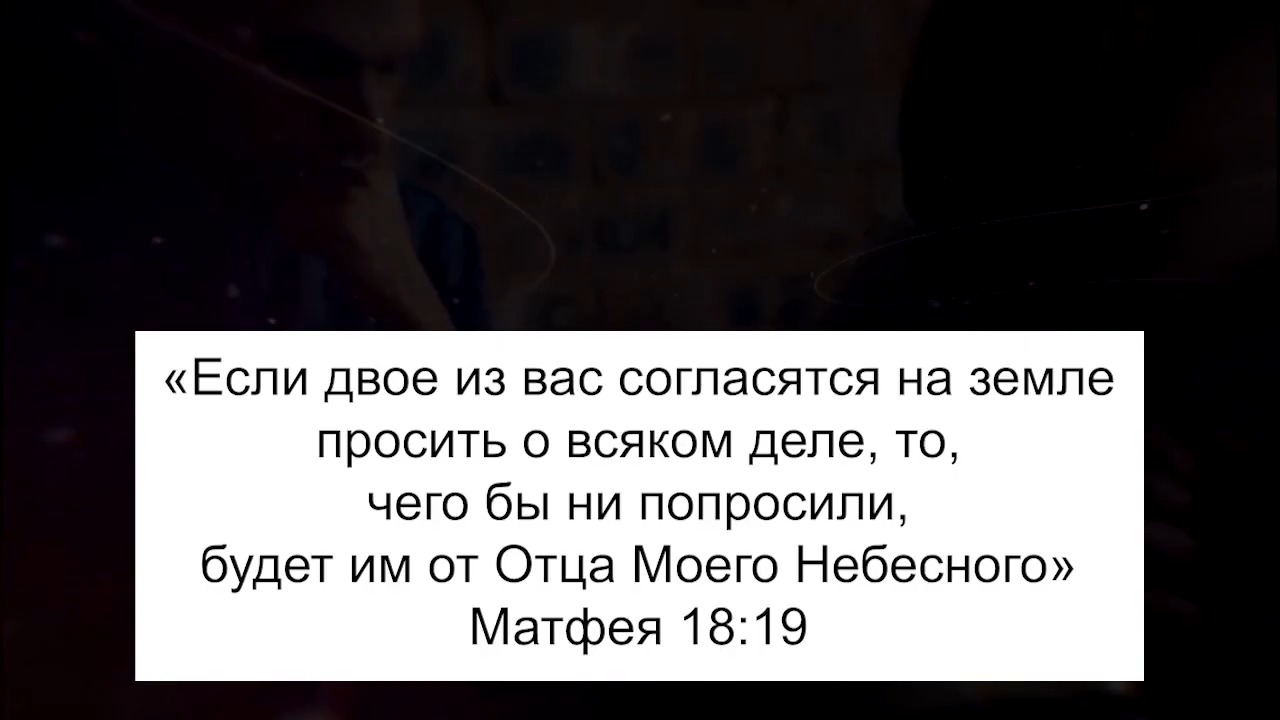 «Если двое из вас согласятся на земле
просить о всяком деле, то,
чего бы ни попросили,
будет им от Отца Моего Небесного»
Матфея 18:19